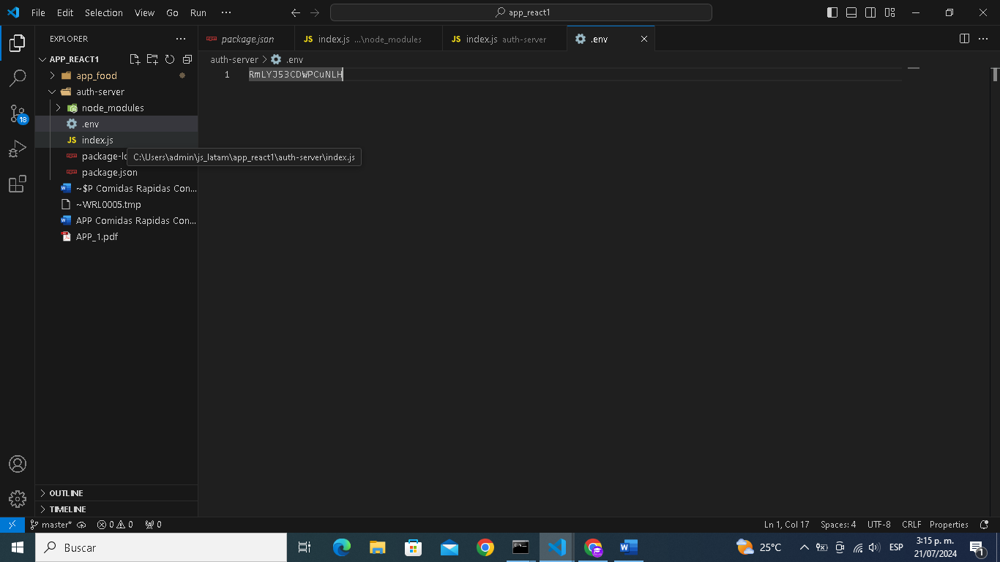 File Edit Selection View Go Run ···
app_react1
EXPLORER ···
package.json
JS index.js ...\node_modules
JS index.js auth-server
.env
APP_REACT1
auth-server > .env
app_food
1 RmLYJ53CDWPCuNLH
auth-server
node_modules
.env
JS index.js
package-lo
C:\Users\admin\js_latam\app_react1\auth-server\index.js
package.json
~$P Comidas Rapidas Con...
~WRL0005.tmp
APP Comidas Rapidas Con...
APP_1.pdf
18
OUTLINE
TIMELINE
master* 0 0 0
Ln 1, Col 17 Spaces: 4 UTF-8 CRLF Properties
Buscar
25°C ESP
3:15 p. m.
21/07/2024
1